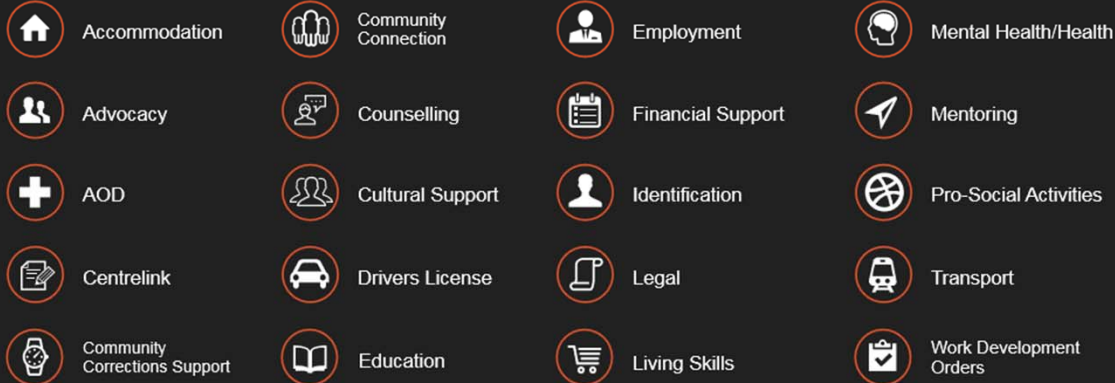 Accommodation
Community
Connection
Employment
Mental Health/Health
Advocacy
Counselling
Financial Support
Mentoring
AOD
Cultural Support
Identification
Pro-Social Activities
Centrelink
Drivers License
Legal
Transport
Community
Corrections Support
Education
Living Skills
Work Development
Orders